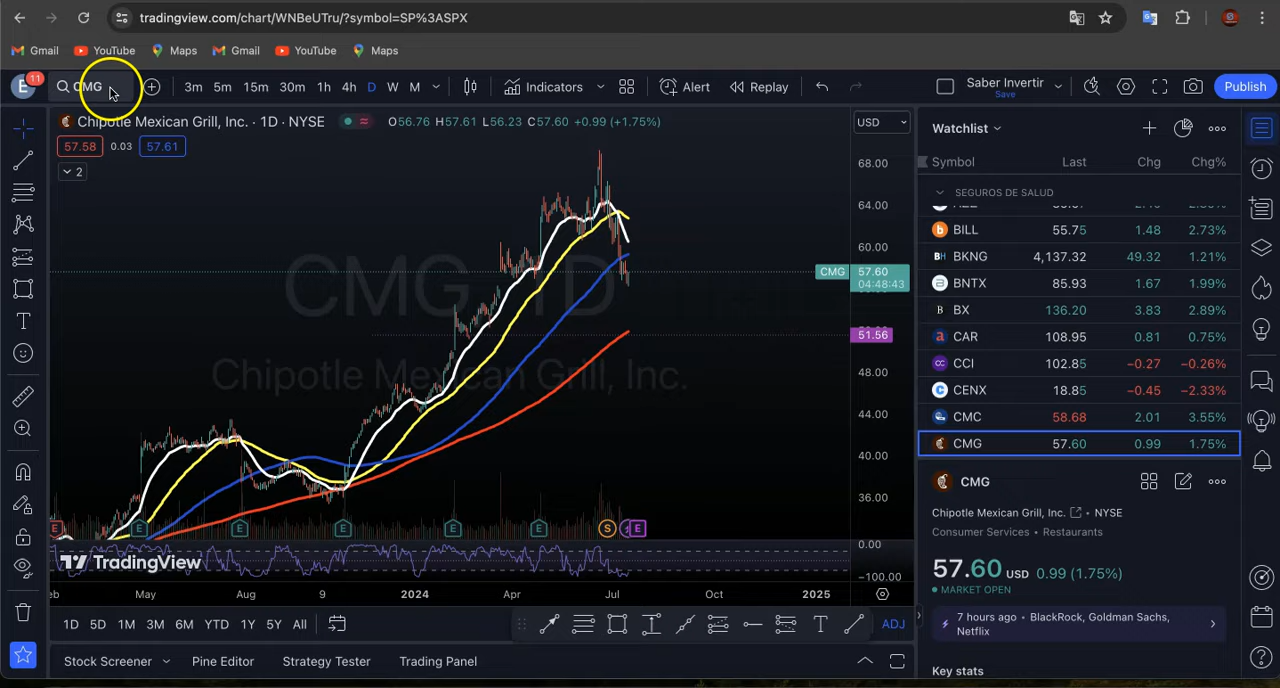 tradingview.com/chart/WNBeUTru/?symbol=SP%3ASPX
Gmail YouTube Maps Gmail YouTube Maps
E 11 CMG 3m 5m 15m 30m 1h 4h D W M Indicators Alert Replay Saber Invertir Save Publish
Chipotle Mexican Grill, Inc. · 1D · NYSE O56.76 H57.61 L56.23 C57.60 +0.99 (+1.75%) USD
57.58 0.03 57.61
2
68.00
64.00
60.00
CMG 57.60
04:48:43
51.56
48.00
44.00
40.00
36.00
0.00
−100.00
CMG, 1D
Chipotle Mexican Grill, Inc.
E E E E E E S E
TradingView
May Aug 9 2024 Apr Jul Oct 2025
1D 5D 1M 3M 6M YTD 1Y 5Y All ADJ
Stock Screener Pine Editor Strategy Tester Trading Panel
Watchlist
Symbol Last Chg Chg%
SEGUROS DE SALUD
BILL 55.75 1.48 2.73%
BKNG 4,137.32 49.32 1.21%
BNTX 85.93 1.67 1.99%
BX 136.20 3.83 2.89%
CAR 108.95 0.81 0.75%
CCI 102.85 −0.27 −0.26%
CENX 18.85 −0.45 −2.33%
CMC 58.68 2.01 3.55%
CMG 57.60 0.99 1.75%
CMG
Chipotle Mexican Grill, Inc. • NYSE
Consumer Services • Restaurants
57.60 USD 0.99 (1.75%)
MARKET OPEN
7 hours ago • BlackRock, Goldman Sachs,
Netflix
Key stats